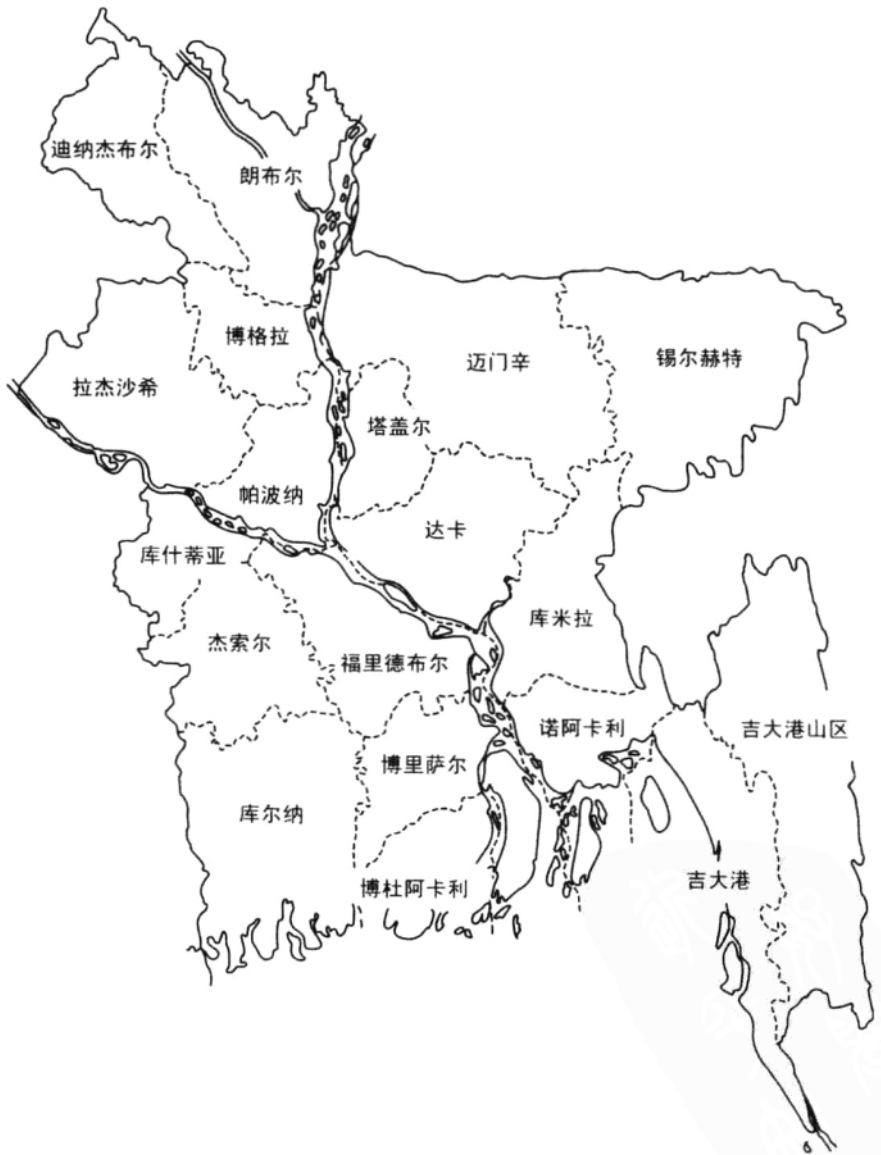 迪纳杰布尔
朗布尔
博格拉
迈门辛
锡尔赫特
拉杰沙希
塔盖尔
帕波纳
达卡
库什蒂亚
库米拉
杰索尔
福里德布尔
诺阿卡利
吉大港山区
博里萨尔
库尔纳
博杜阿卡利
吉大港